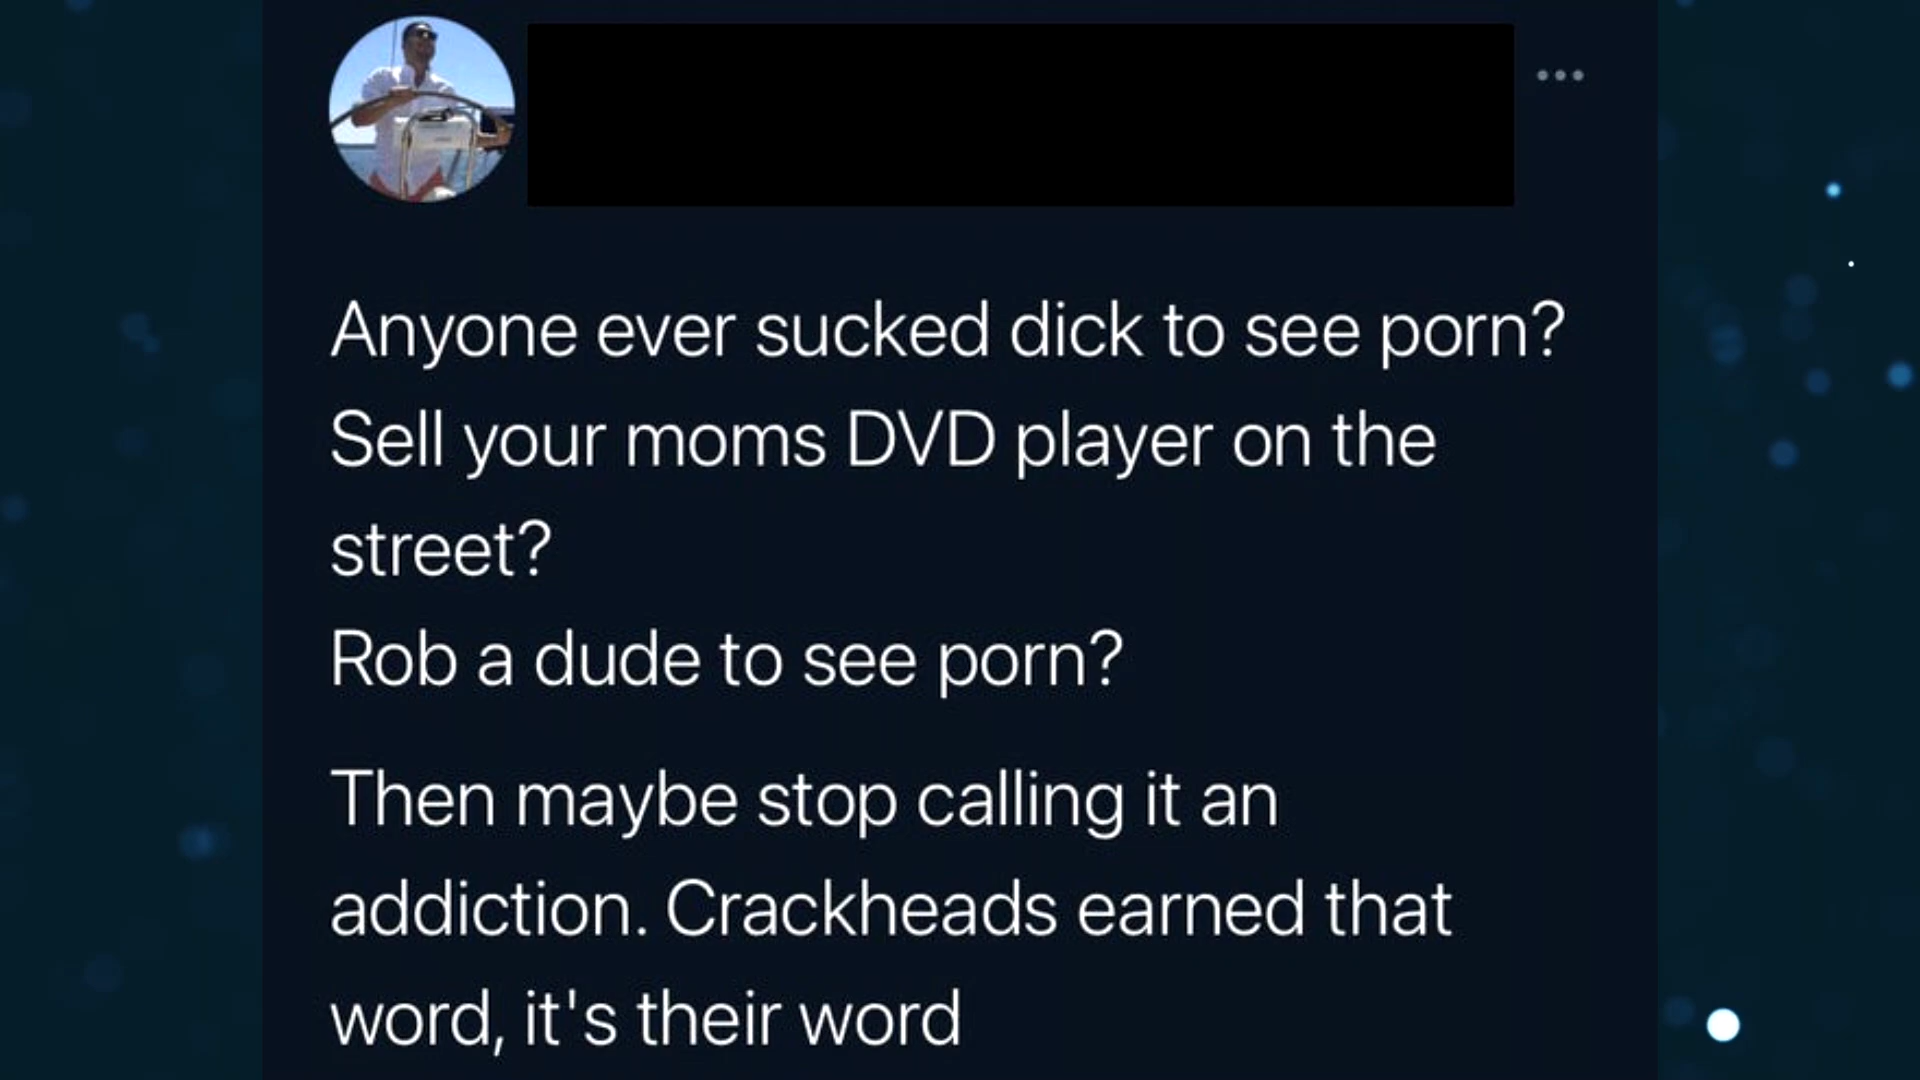 Anyone ever sucked dick to see porn?
Sell your moms DVD player on the
street?
Rob a dude to see porn?
Then maybe stop calling it an
addiction. Crackheads earned that
word, it's their word